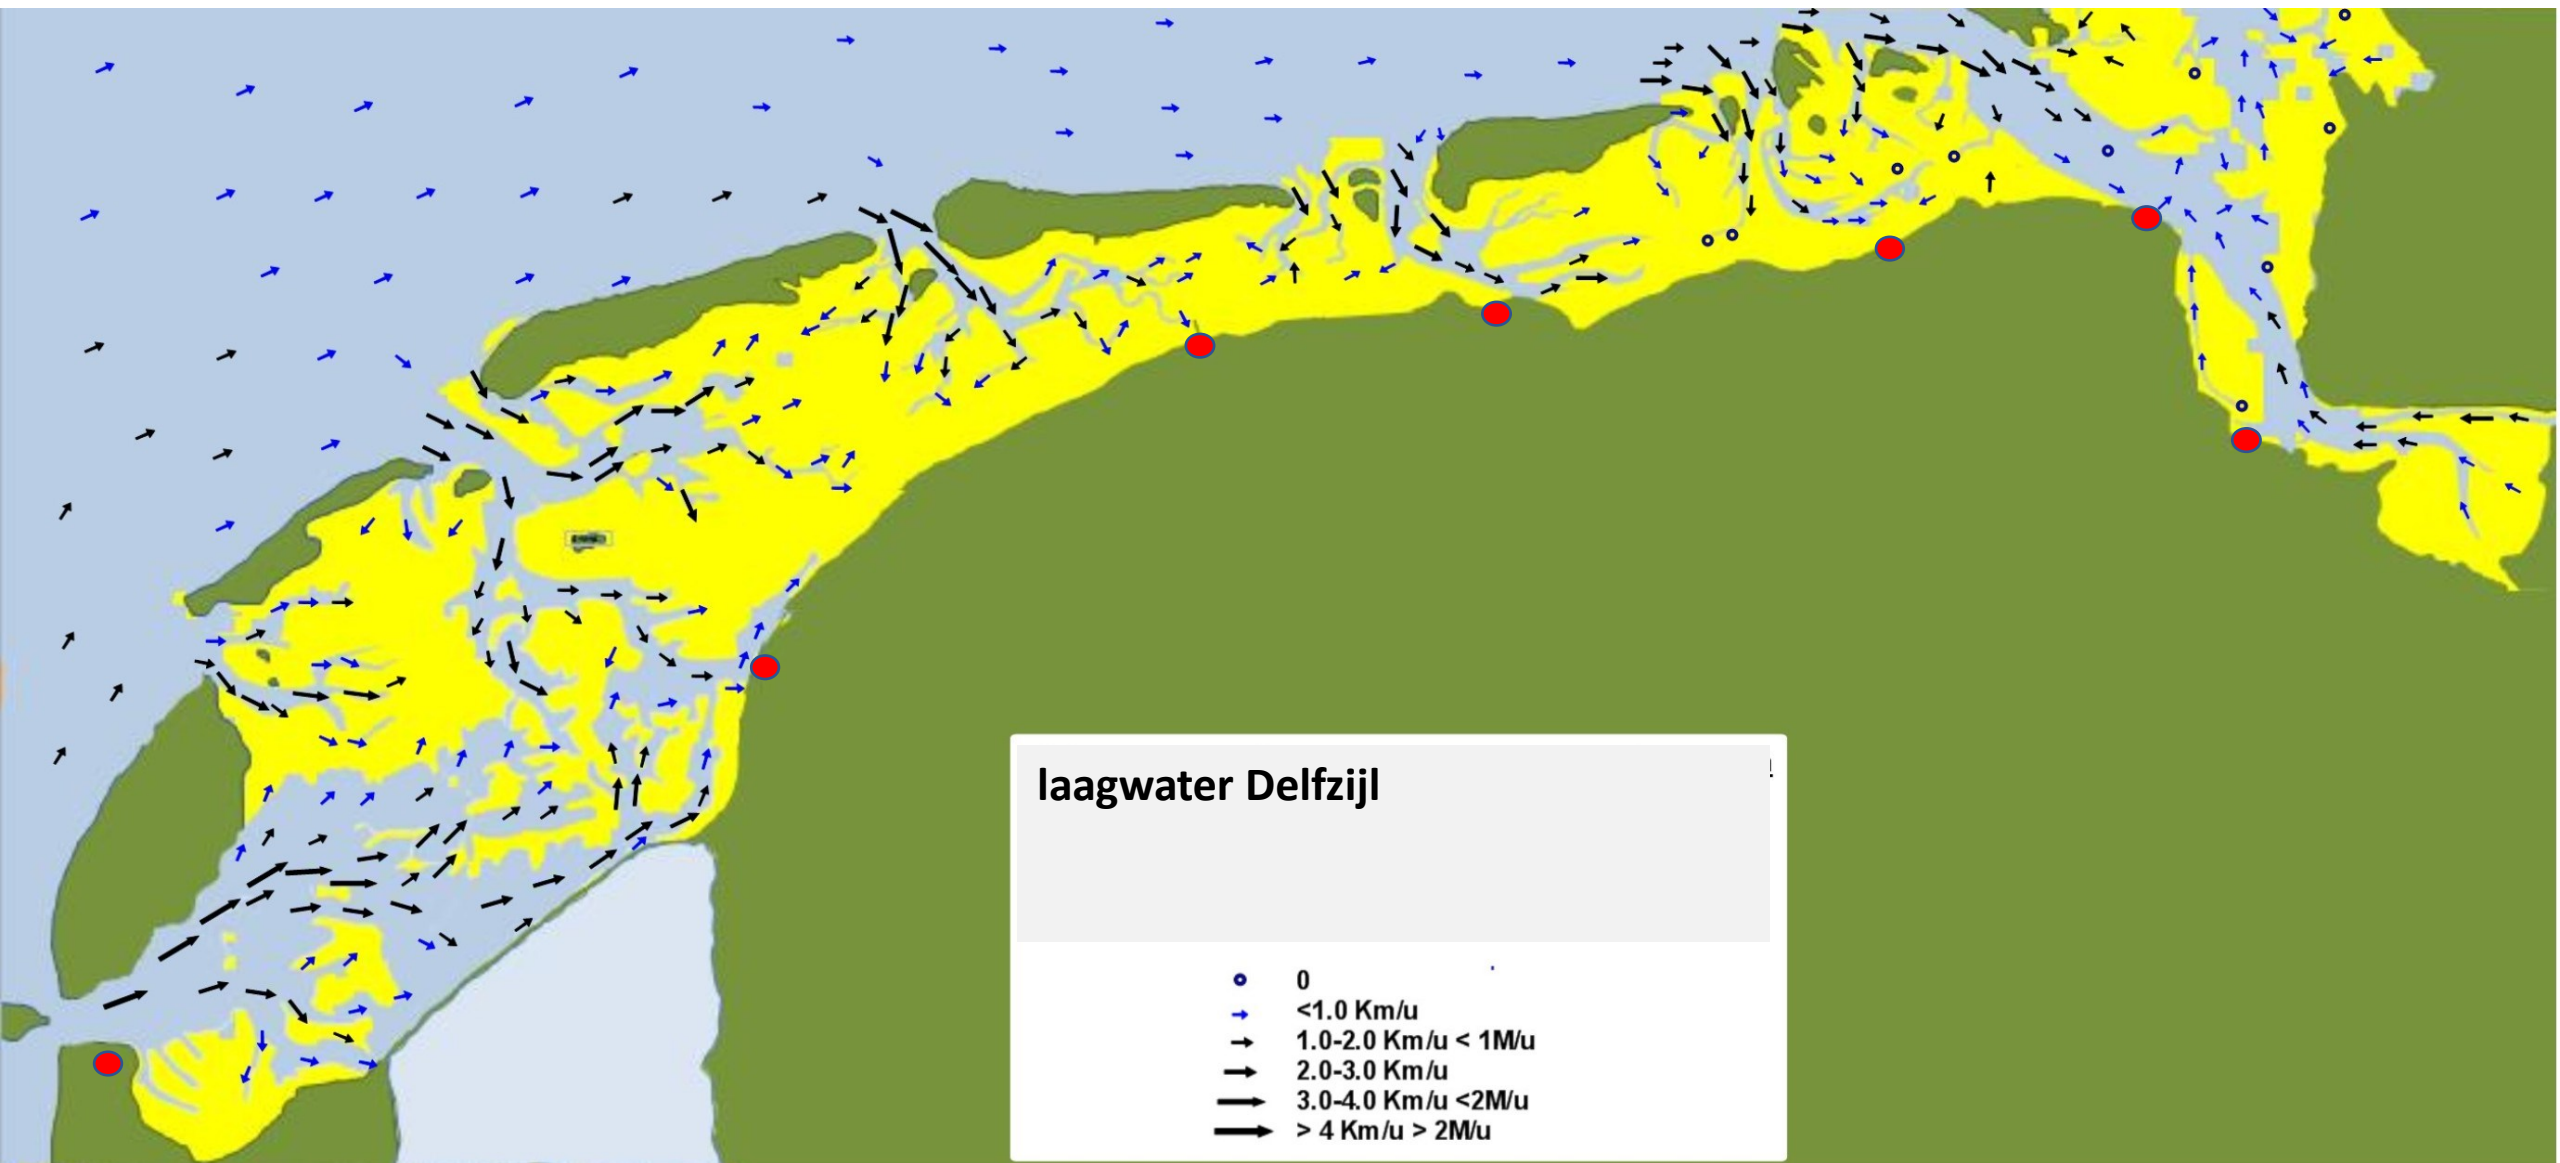 laagwater Delfzijl
0
<1.0 Km/u
1.0-2.0 Km/u < 1M/u
2.0-3.0 Km/u
3.0-4.0 Km/u <2M/u
> 4 Km/u > 2M/u